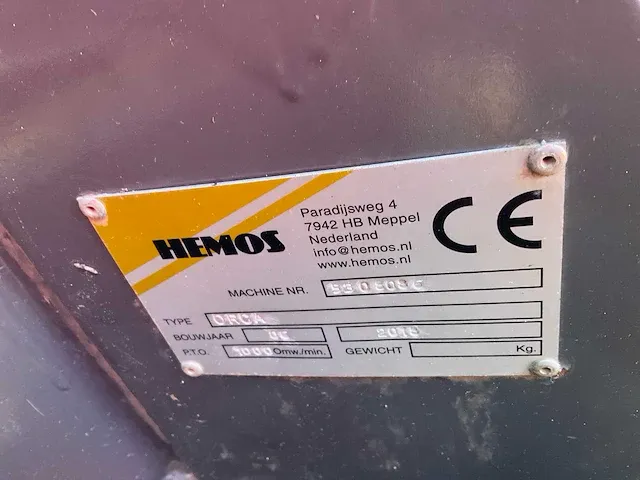 HEMOS
Paradijsweg 4
7942 HB Meppel
Nederland
info@hemos.nl
www.hemos.nl
CE
MACHINE NR.
TYPE ORCA
BOUWJAAR 2019
P.T.O. 1000 Omw./min. GEWICHT Kg.